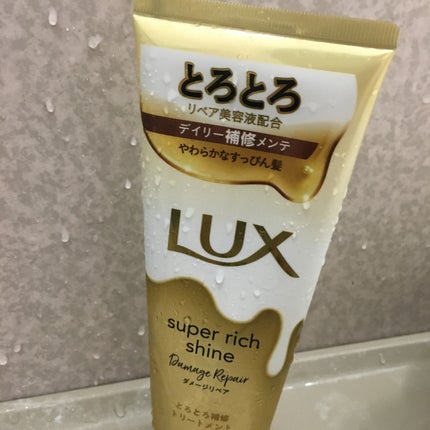 とろとろ
リペア美容液配合
デイリー補修メンテ
やわらかなすっぴん髪
LUX
super rich
shine
Damage Repair
ダメージリペア
とろとろ補修
トリートメント